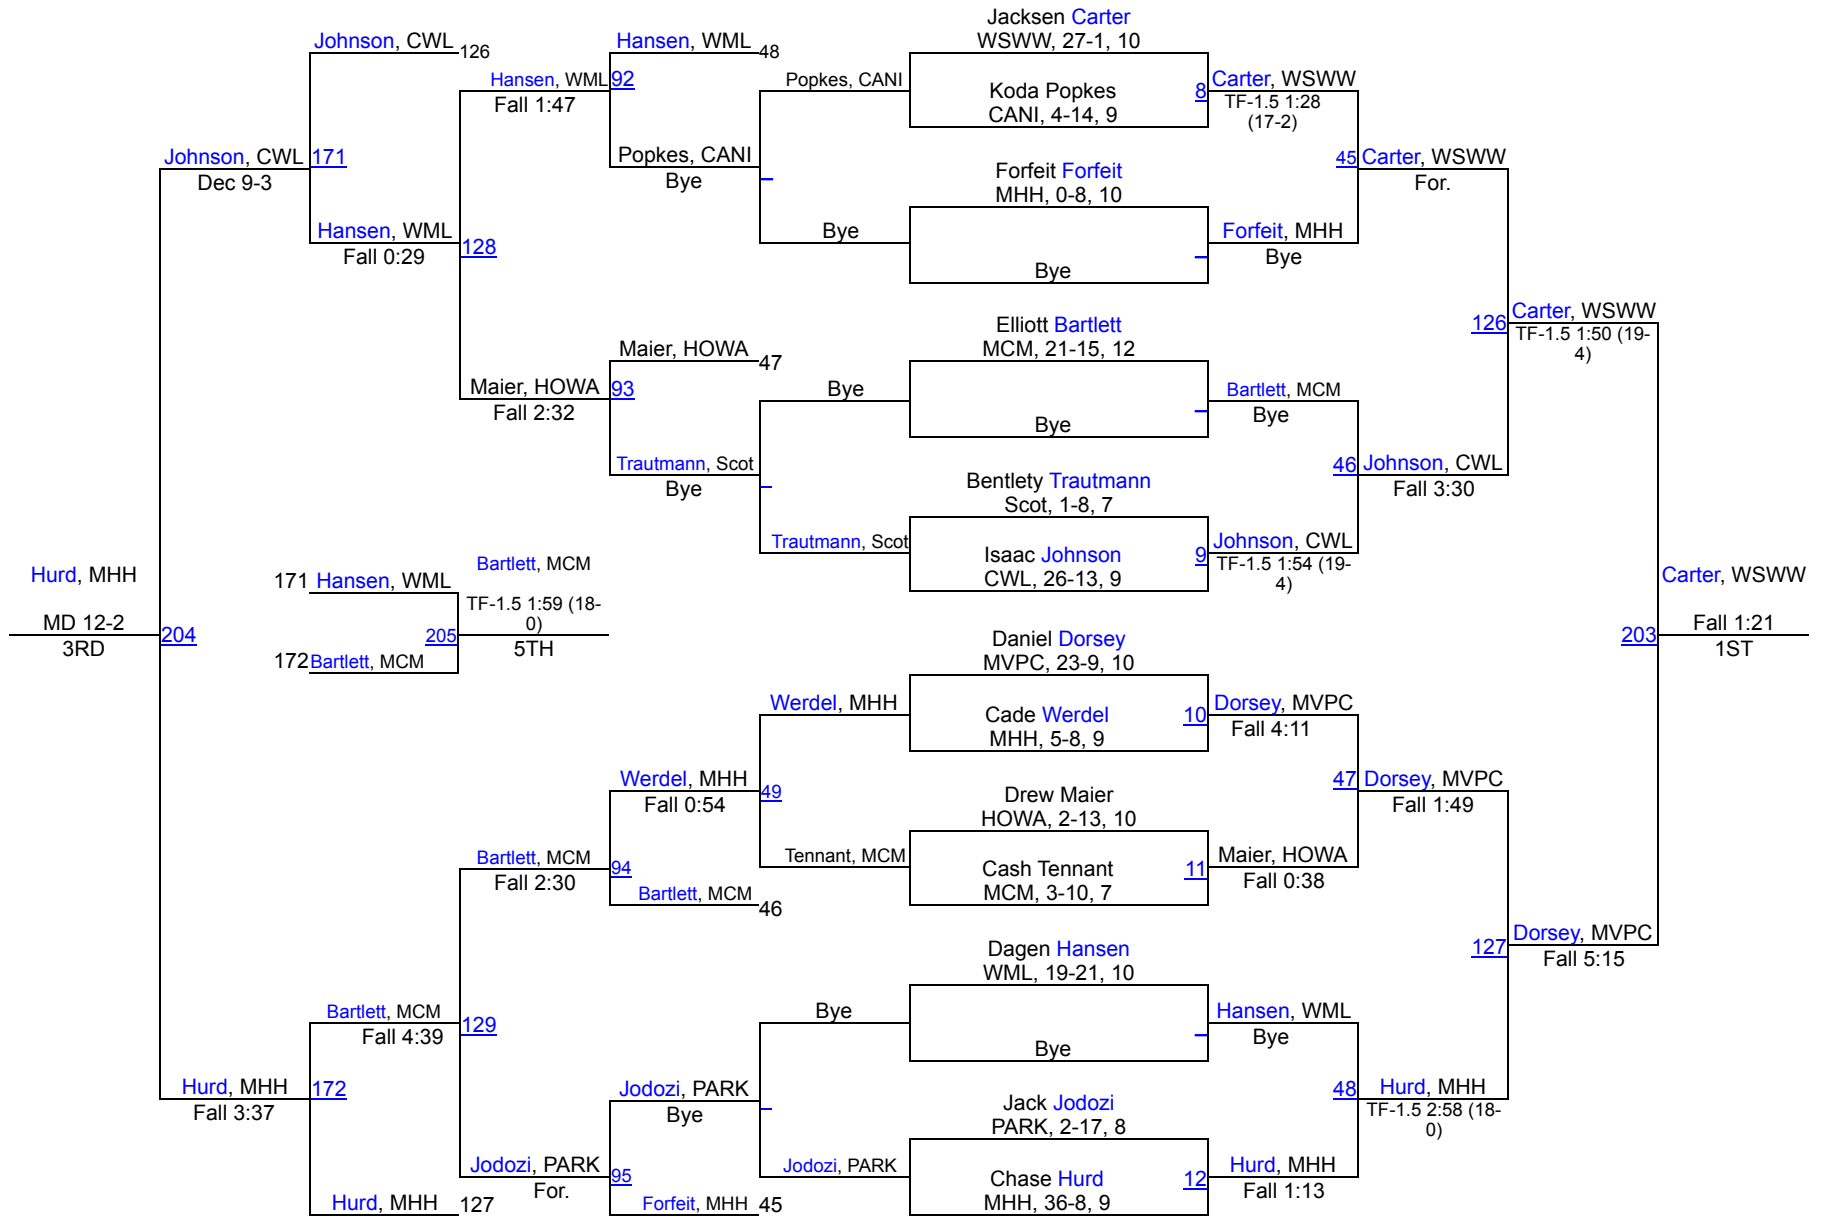 Jacksen Carter
WSWW, 27-1, 10
Johnson, CWL 126
Hansen, WML 48
Hansen, WML 92
Fall 1:47
Popkes, CANI
Koda Popkes
CANI, 4-14, 9
8 Carter, WSWW
TF-1.5 1:28
(17-2)
Johnson, CWL 171
Dec 9-3
Popkes, CANI
Bye
Forfeit Forfeit
MHH, 0-8, 10
45 Carter, WSWW
For.
Hansen, WML
Fall 0:29
128
Bye
Bye
Forfeit, MHH
Bye
Elliott Bartlett
MCM, 21-15, 12
126 Carter, WSWW
TF-1.5 1:50 (19-
4)
Maier, HOWA 47
Maier, HOWA 93
Fall 2:32
Bye
Bye
Bartlett, MCM
Bye
Trautmann, Scot
Bye
Bentlety Trautmann
Scot, 1-8, 7
46 Johnson, CWL
Fall 3:30
Trautmann, Scot
Isaac Johnson
CWL, 26-13, 9
9 Johnson, CWL
TF-1.5 1:54 (19-
4)
Hurd, MHH
MD 12-2
3RD
204
171 Hansen, WML
172 Bartlett, MCM
205
Bartlett, MCM
TF-1.5 1:59 (18-
0)
5TH
Carter, WSWW
203 Fall 1:21
1ST
Daniel Dorsey
MVPC, 23-9, 10
Werdel, MHH
Cade Werdel
MHH, 5-8, 9
10 Dorsey, MVPC
Fall 4:11
Werdel, MHH
Fall 0:54
49
Drew Maier
HOWA, 2-13, 10
47 Dorsey, MVPC
Fall 1:49
Bartlett, MCM
Fall 2:30
94
Tennant, MCM
Cash Tennant
MCM, 3-10, 7
11 Maier, HOWA
Fall 0:38
Bartlett, MCM 46
Dagen Hansen
WML, 19-21, 10
127 Dorsey, MVPC
Fall 5:15
Bartlett, MCM
Fall 4:39
129
Bye
Bye
Hansen, WML
Bye
Hurd, MHH
Fall 3:37
172
Jodozi, PARK
Bye
Jack Jodozi
PARK, 2-17, 8
48 Hurd, MHH
TF-1.5 2:58 (18-
0)
Jodozi, PARK
For.
95
Jodozi, PARK
Chase Hurd
MHH, 36-8, 9
12 Hurd, MHH
Fall 1:13
Hurd, MHH 127
Forfeit, MHH 45